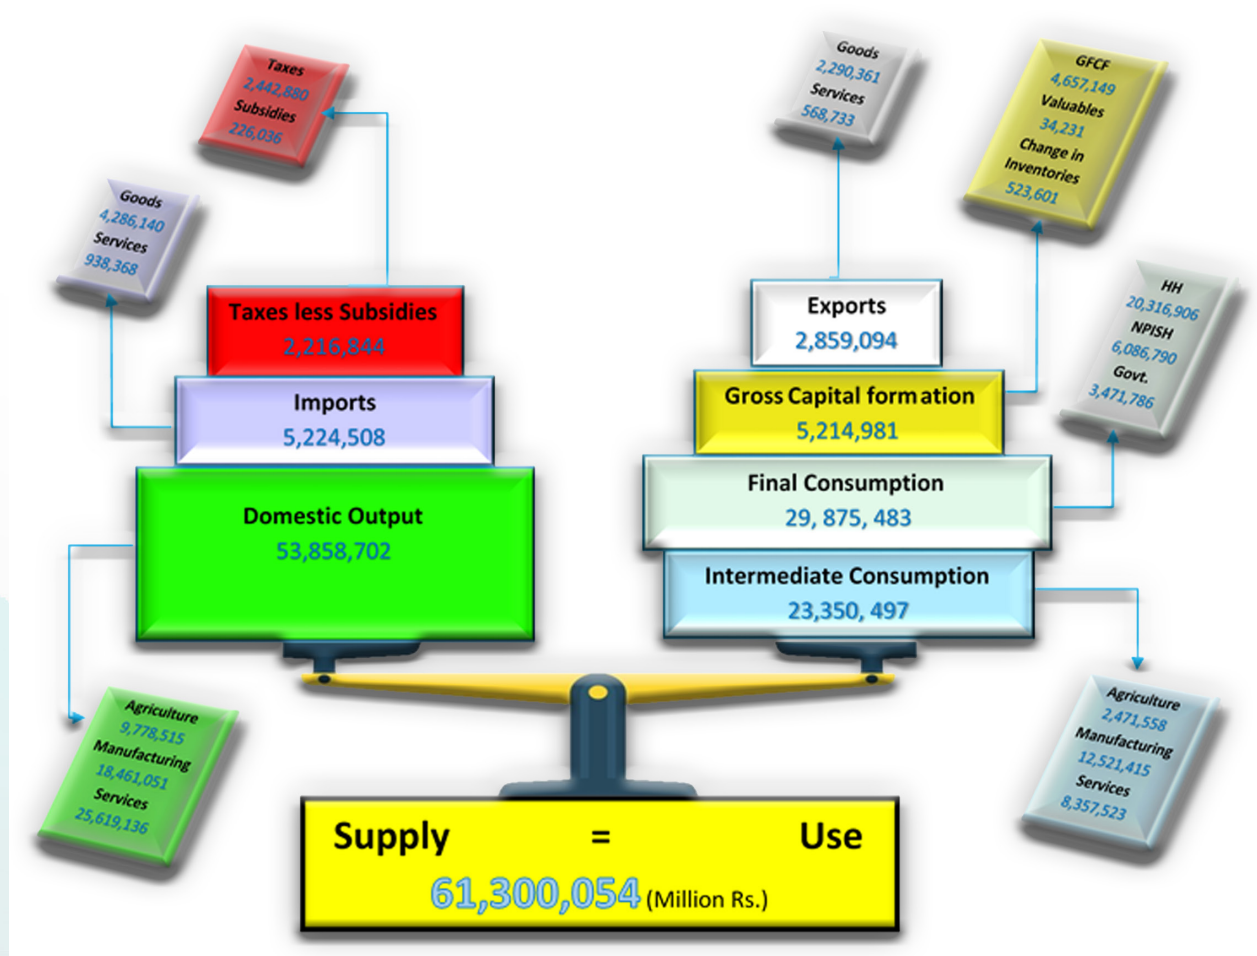 Taxes
2,442,880
Subsidies
226,036
Goods
4,286,140
Services
938,368
Taxes less Subsidies
2,216,844
Imports
5,224,508
Domestic Output
53,858,702
Agriculture
9,778,515
Manufacturing
18,461,051
Services
25,619,136
Goods
2,290,361
Services
568,733
GFCF
4,657,149
Valuables
34,231
Change in
Inventories
523,601
HH
20,316,906
NPISH
6,086,790
Govt.
3,471,786
Exports
2,859,094
Gross Capital formation
5,214,981
Final Consumption
29, 875, 483
Intermediate Consumption
23,350, 497
Agriculture
2,471,558
Manufacturing
12,521,415
Services
8,357,523
Supply = Use
61,300,054 (Million Rs.)